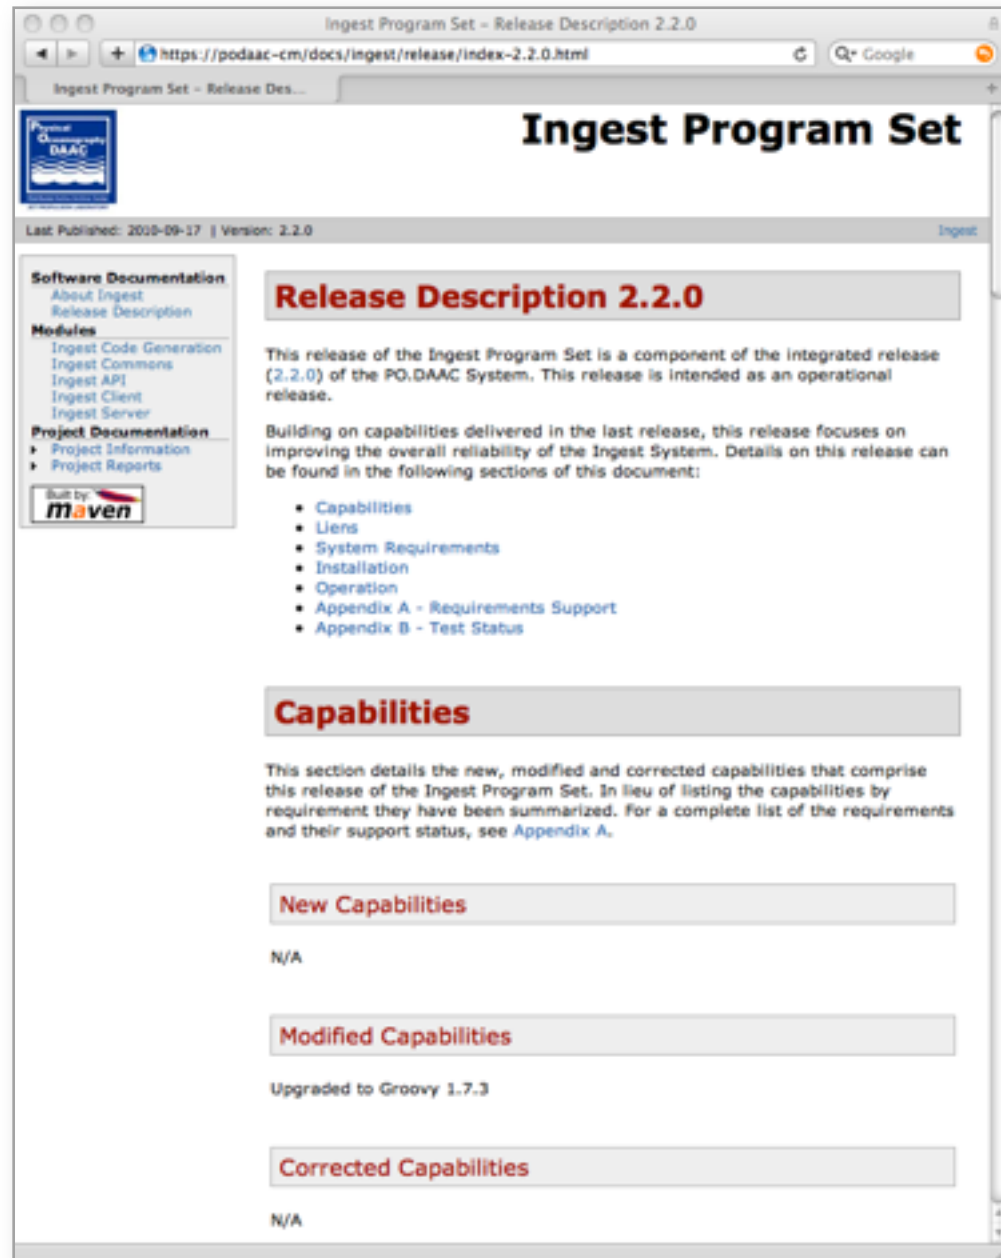 Ingest Program Set – Release Description 2.2.0
https://podaac-cm/docs/ingest/release/index-2.2.0.html
Google
Ingest Program Set – Release Des...
Physical
Oceanography
DAAC
Ingest Program Set
Last Published: 2010-09-17 | Version: 2.2.0
Ingest
Software Documentation
About Ingest
Release Description
Modules
Ingest Code Generation
Ingest Commons
Ingest API
Ingest Client
Ingest Server
Project Documentation
Project Information
Project Reports
Built by:
maven
Release Description 2.2.0
This release of the Ingest Program Set is a component of the integrated release
(2.2.0) of the PO.DAAC System. This release is intended as an operational
release.
Building on capabilities delivered in the last release, this release focuses on
improving the overall reliability of the Ingest System. Details on this release can
be found in the following sections of this document:
• Capabilities
• Liens
• System Requirements
• Installation
• Operation
• Appendix A - Requirements Support
• Appendix B - Test Status
Capabilities
This section details the new, modified and corrected capabilities that comprise
this release of the Ingest Program Set. In lieu of listing the capabilities by
requirement they have been summarized. For a complete list of the requirements
and their support status, see Appendix A.
New Capabilities
N/A
Modified Capabilities
Upgraded to Groovy 1.7.3
Corrected Capabilities
N/A